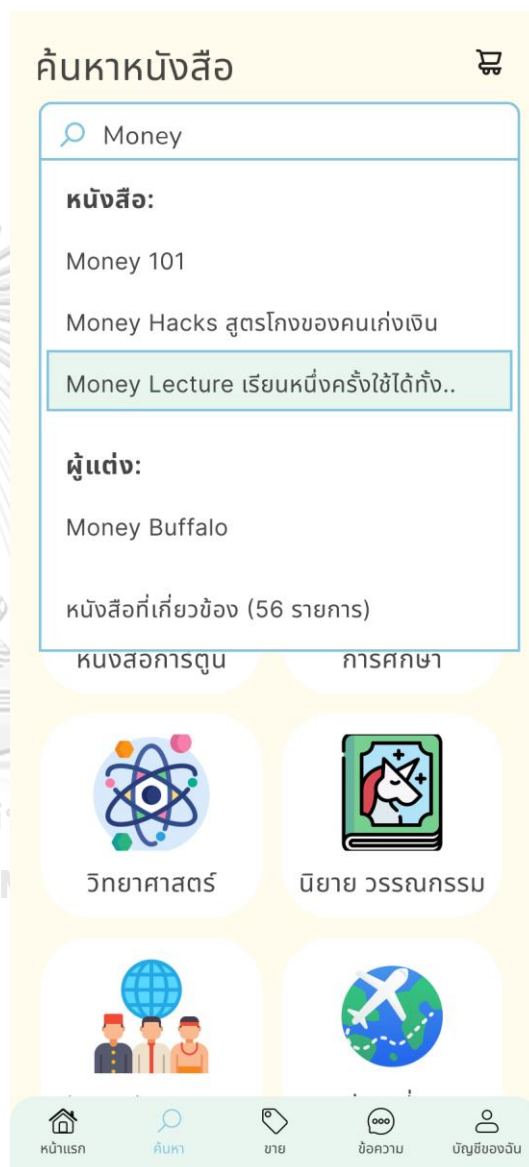 ค้นหาหนังสือ
Money
หนังสือ:
Money 101
Money Hacks สูตรโกงของคนเก่งเงิน
Money Lecture เรียนหนึ่งครั้งใช้ได้ทั้ง..
ผู้แต่ง:
Money Buffalo
หนังสือที่เกี่ยวข้อง (56 รายการ)
หนังสือการ์ตูน การศึกษา
วิทยาศาสตร์ นิยาย วรรณกรรม
หน้าแรก ค้นหา ขาย ข้อความ บัญชีของฉัน